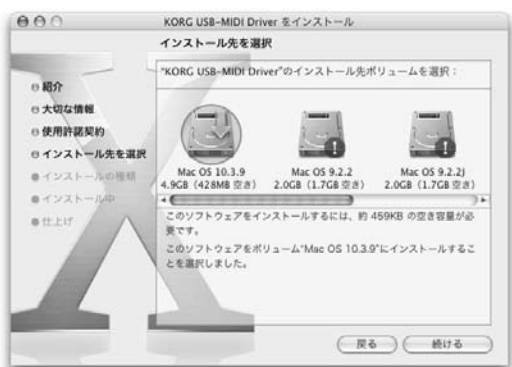 KORG USB-MIDI Driver をインストール
インストール先を選択
"KORG USB-MIDI Driver"のインストール先ボリュームを選択：
紹介
大切な情報
使用許諾契約
インストール先を選択
インストールの種類
インストール中
仕上げ
Mac OS 10.3.9
4.9GB（428MB 空き）
Mac OS 9.2.2
2.0GB（1.7GB 空き）
Mac OS 9.2.2J
2.0GB（1.7GB 空き）
このソフトウェアをインストールするには、約 459KB の空き容量が必
要です。
このソフトウェアをボリューム"Mac OS 10.3.9"にインストールするこ
とを選択しました。
戻る
続ける